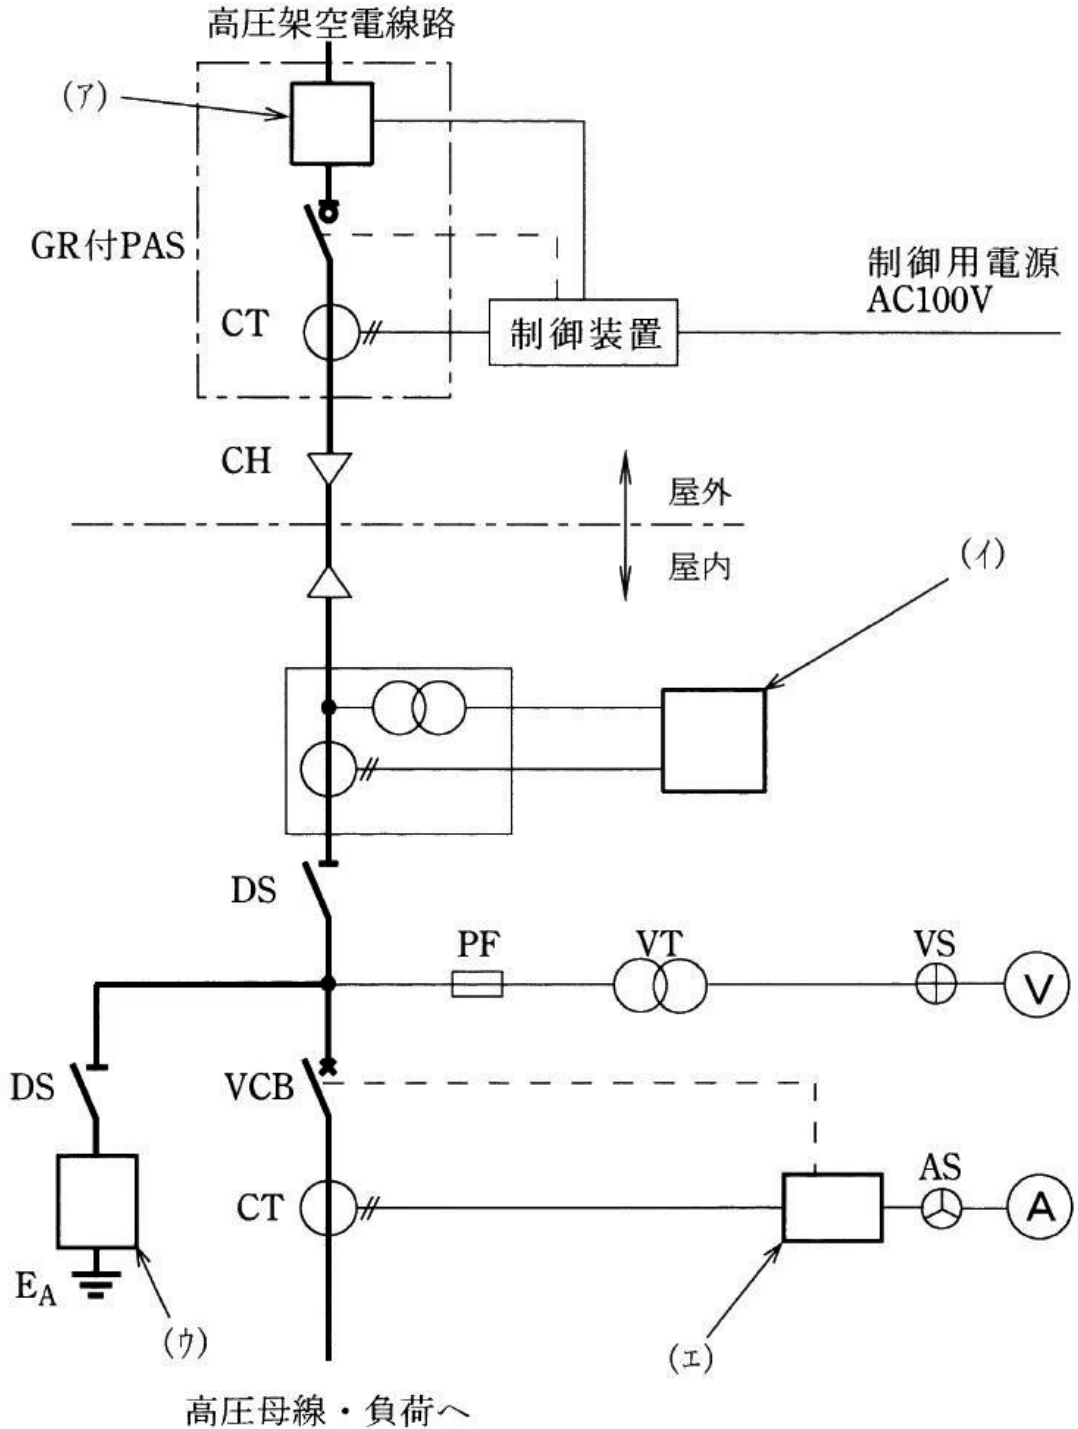 高圧架空電線路
(ア)
GR付PAS
制御用電源
AC100V
CT
制御装置
CH
屋外
屋内
(イ)
DS
PF
VT
VS
V
DS
VCB
CT
AS
A
EA
(ウ)
(エ)
高圧母線・負荷へ